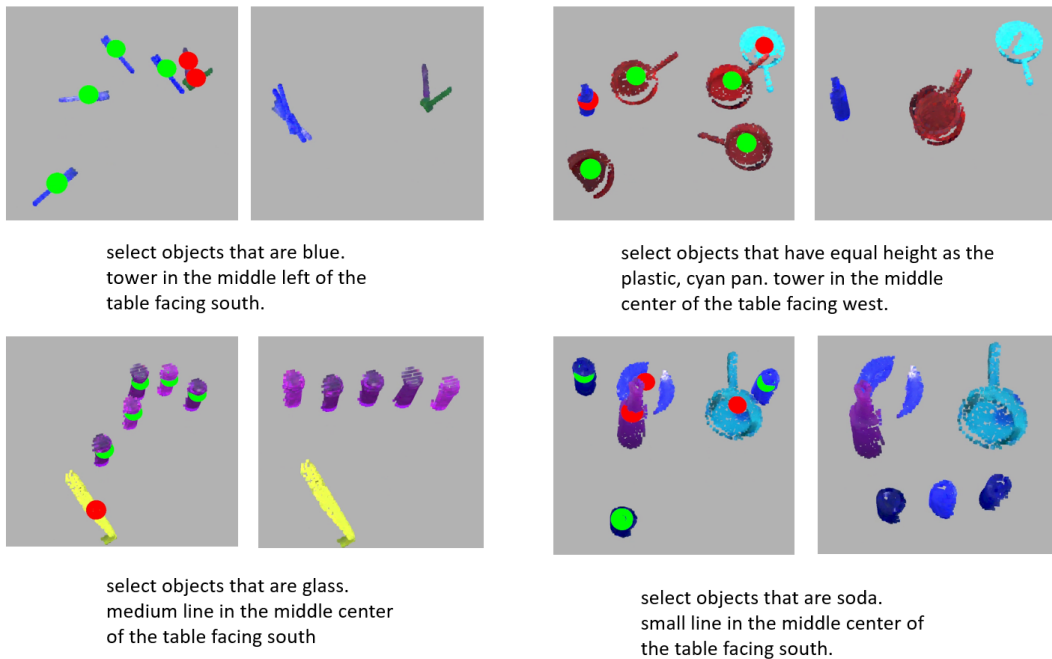 select objects that are blue.
tower in the middle left of the
table facing south.
select objects that have equal height as the
plastic, cyan pan. tower in the middle
center of the table facing west.
select objects that are glass.
medium line in the middle center
of the table facing south
select objects that are soda.
small line in the middle center of
the table facing south.